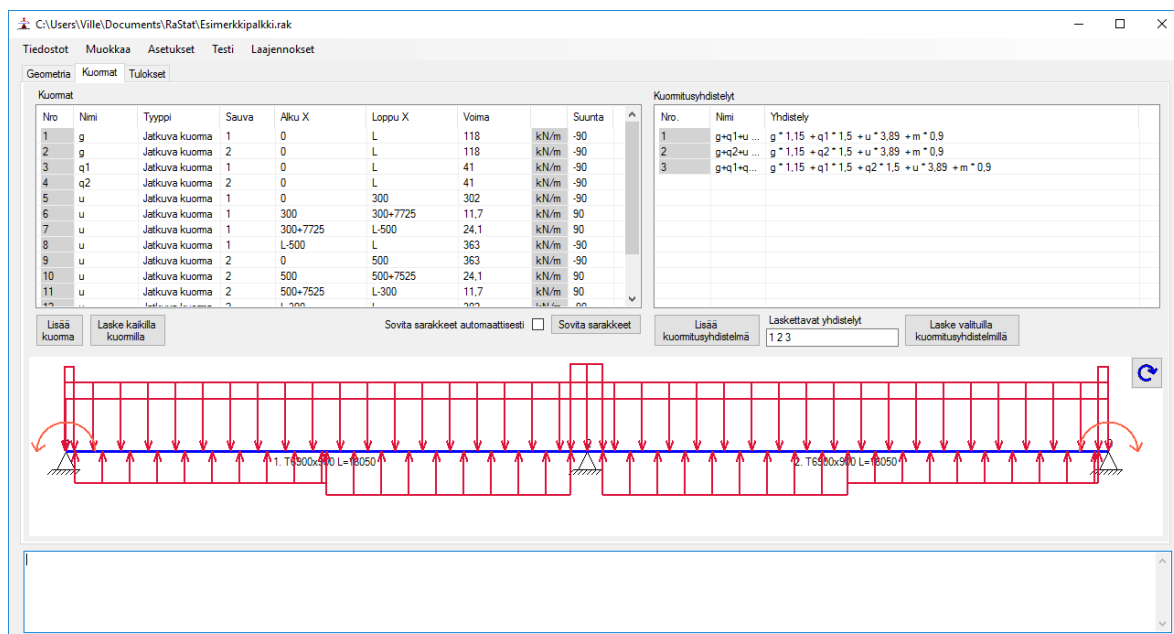 C:\Users\Ville\Documents\RaStat\Esimerkkipalkki.rak
Tiedostot Muokkaa Asetukset Testi Laajennokset
Geometria Kuormat Tulokset
Kuormat
Nro Nimi Tyyppi Sauva Alku X Loppu X Voima Suunta
1 g Jatkuva kuorma 1 0 L 118 kN/m -90
2 g Jatkuva kuorma 2 0 L 118 kN/m -90
3 q1 Jatkuva kuorma 1 0 L 41 kN/m -90
4 q2 Jatkuva kuorma 2 0 L 41 kN/m -90
5 u Jatkuva kuorma 1 0 300 302 kN/m -90
6 u Jatkuva kuorma 1 300 300+7725 11,7 kN/m 90
7 u Jatkuva kuorma 1 300+7725 L-500 24,1 kN/m 90
8 u Jatkuva kuorma 1 L-500 L 363 kN/m -90
9 u Jatkuva kuorma 2 0 500 363 kN/m -90
10 u Jatkuva kuorma 2 500 500+7525 24,1 kN/m 90
11 u Jatkuva kuorma 2 500+7525 L-300 11,7 kN/m 90
Kuormitusyhdistelyt
Nro. Nimi Yhdistely
1 g+q1+u ... g * 1,15 + q1 * 1,5 + u * 3,89 + m * 0,9
2 g+q2+u ... g * 1,15 + q2 * 1,5 + u * 3,89 + m * 0,9
3 g+q1+q... g * 1,15 + q1 * 1,5 + q2 * 1,5 + u * 3,89 + m * 0,9
Lisää kuorma
Laske kaikilla kuormilla
Sovita sarakkeet automaattisesti
Sovita sarakkeet
Lisää kuormitusyhdistelmä
Laskettavat yhdistelyt
1 2 3
Laske valituilla kuormitusyhdistelmillä